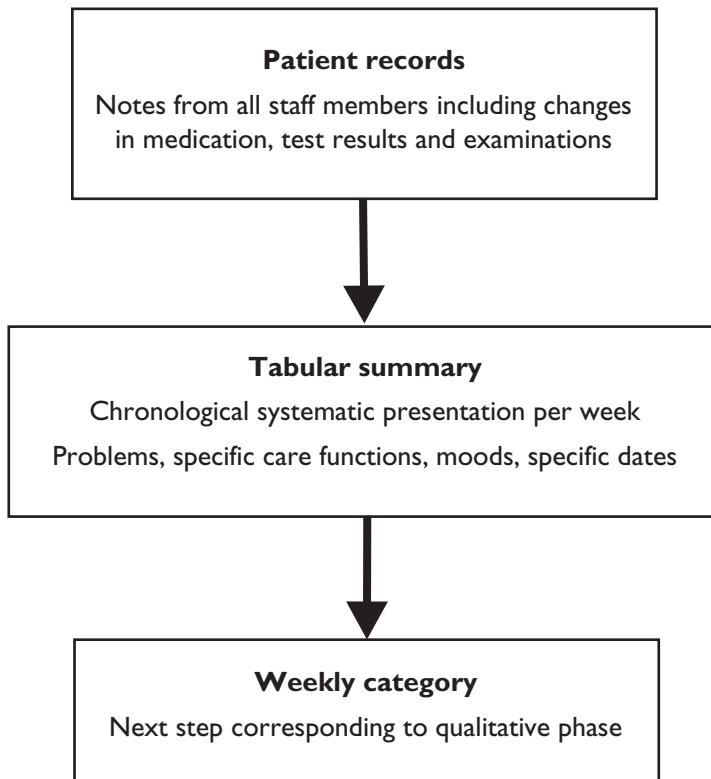 Patient records
Notes from all staff members including changes
in medication, test results and examinations
Tabular summary
Chronological systematic presentation per week
Problems, specific care functions, moods, specific dates
Weekly category
Next step corresponding to qualitative phase